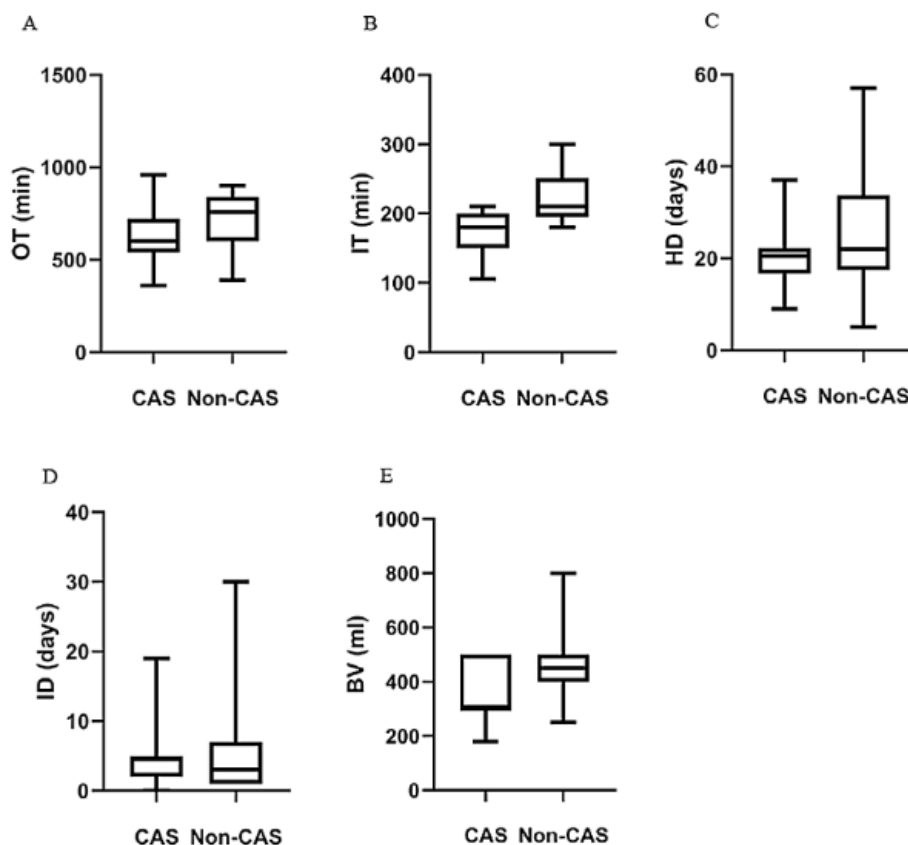 A
OT (min)
1500
1000
500
0
CAS Non-CAS
B
IT (min)
400
300
200
100
0
CAS Non-CAS
C
HD (days)
60
40
20
0
CAS Non-CAS
D
ID (days)
40
30
20
10
0
CAS Non-CAS
E
BV (ml)
1000
800
600
400
200
0
CAS Non-CAS